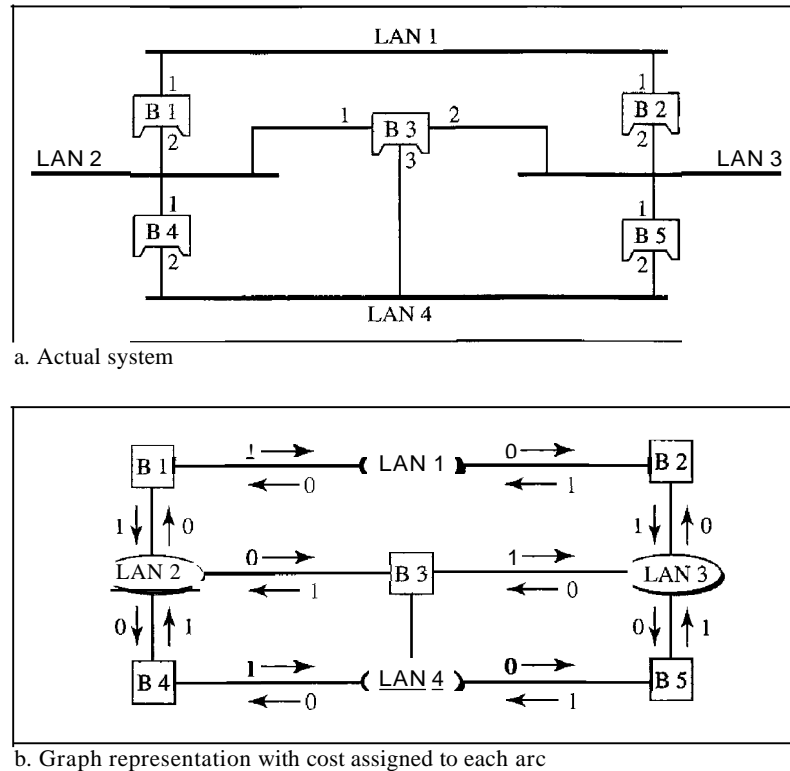 LAN 1
1 1
B 1 1 B 3 2 B 2
2 3 2
LAN 2 LAN 3
1 1
B 4 B 5
2 2
LAN 4
a. Actual system
B 1 1 LAN 1 0 B 2
0 1
1 0 1 0
LAN 2 0 B 3 1 LAN 3
1 0
0 1 0 1
B 4 1 LAN 4 0 B 5
0 1
b. Graph representation with cost assigned to each arc